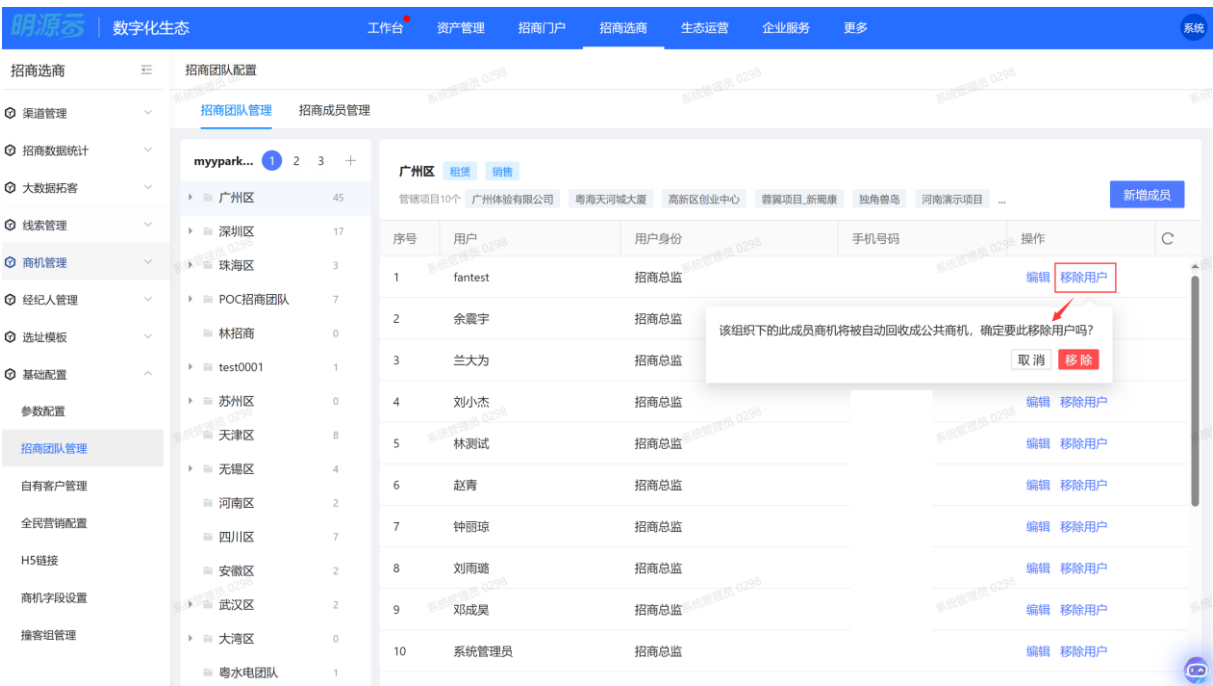 明源云 数字化生态 工作台 资产管理 招商门户 招商选商 生态运营 企业服务 更多 系统
招商选商
渠道管理
招商数据统计
大数据拓客
线索管理
商机管理
经纪人管理
选址模板
基础配置
参数配置
招商团队管理
自有客户管理
全民营销配置
H5链接
商机字段设置
撞客组管理
招商团队配置
招商团队管理 招商成员管理
myypark... 1 2 3
广州区 45
深圳区 17
珠海区 3
POC招商团队 7
林招商 0
test0001 1
苏州区 0
天津区 8
无锡区 4
河南区 2
四川区 7
安徽区 2
武汉区 2
大湾区 0
粤水电团队 1
广州区 租赁 销售
管辖项目10个 广州体验有限公司 粤海天河城大厦 高新区创业中心 蓉翼项目_新蜀康 独角兽岛 河南演示项目 ...
新增成员
序号 用户 用户身份 手机号码 操作
1 fantest 招商总监 编辑 移除用户
2 余震宇 招商总监
3 兰大为 招商总监
该组织下的此成员商机将被自动回收成公共商机，确定要此移除用户吗？
取消 移除
4 刘小杰 招商总监 编辑 移除用户
5 林测试 招商总监 编辑 移除用户
6 赵青 招商总监 编辑 移除用户
7 钟丽琼 招商总监 编辑 移除用户
8 刘雨璐 招商总监 编辑 移除用户
9 邓成昊 招商总监 编辑 移除用户
10 系统管理员 招商总监 编辑 移除用户
系统管理员 0298